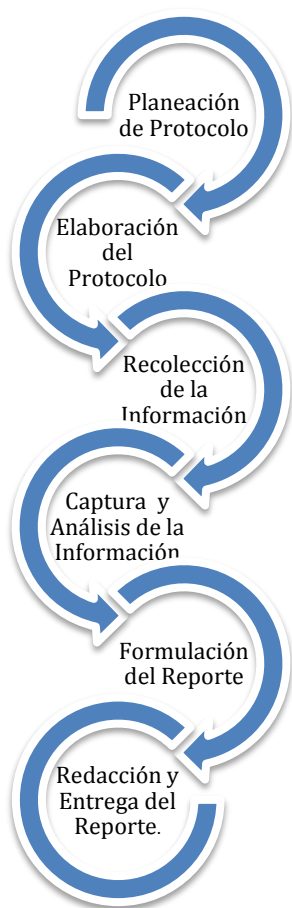 Planeación
de Protocolo
Elaboración
del
Protocolo
Recolección
de la
Información
Captura y
Análisis de la
Información
Formulación
del Reporte
Redacción y
Entrega del
Reporte.